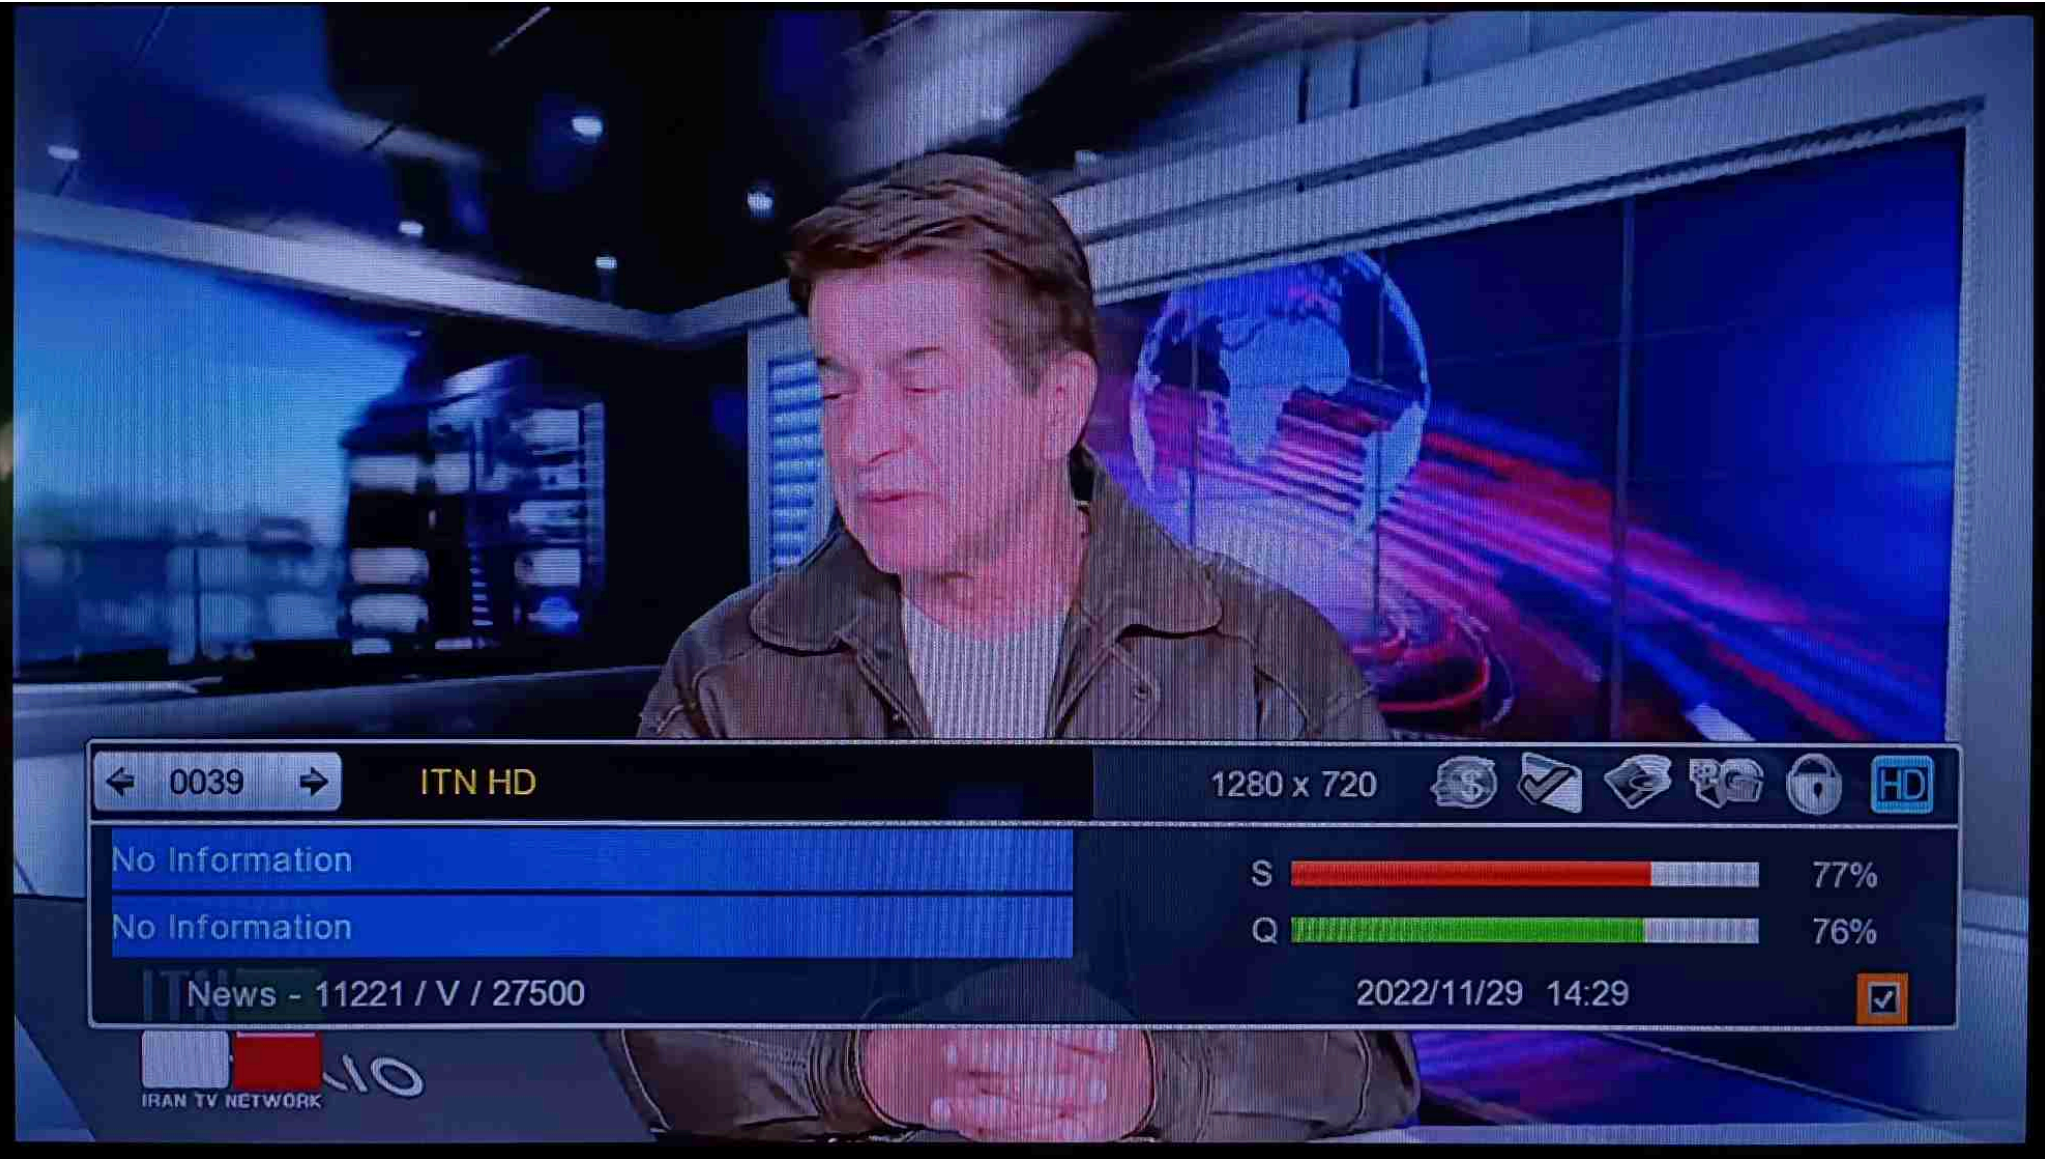 0039 ITN HD 1280 x 720 HD
No Information
S 77%
No Information
Q 76%
News - 11221 / V / 27500 2022/11/29 14:29
ITN
IRAN TV NETWORK